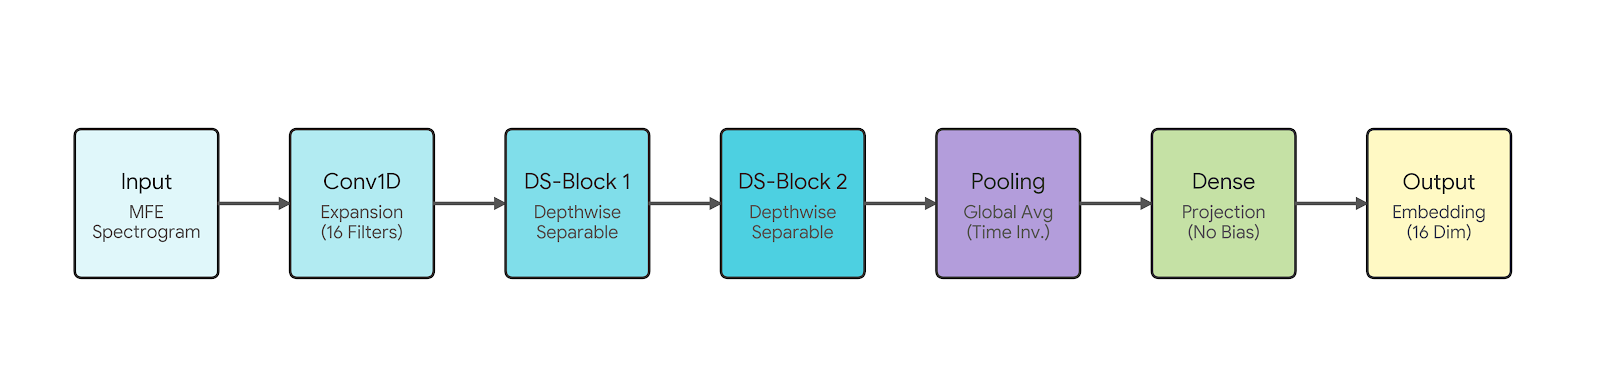 Input
MFE
Spectrogram
Conv1D
Expansion
(16 Filters)
DS-Block 1
Depthwise
Separable
DS-Block 2
Depthwise
Separable
Pooling
Global Avg
(Time Inv.)
Dense
Projection
(No Bias)
Output
Embedding
(16 Dim)